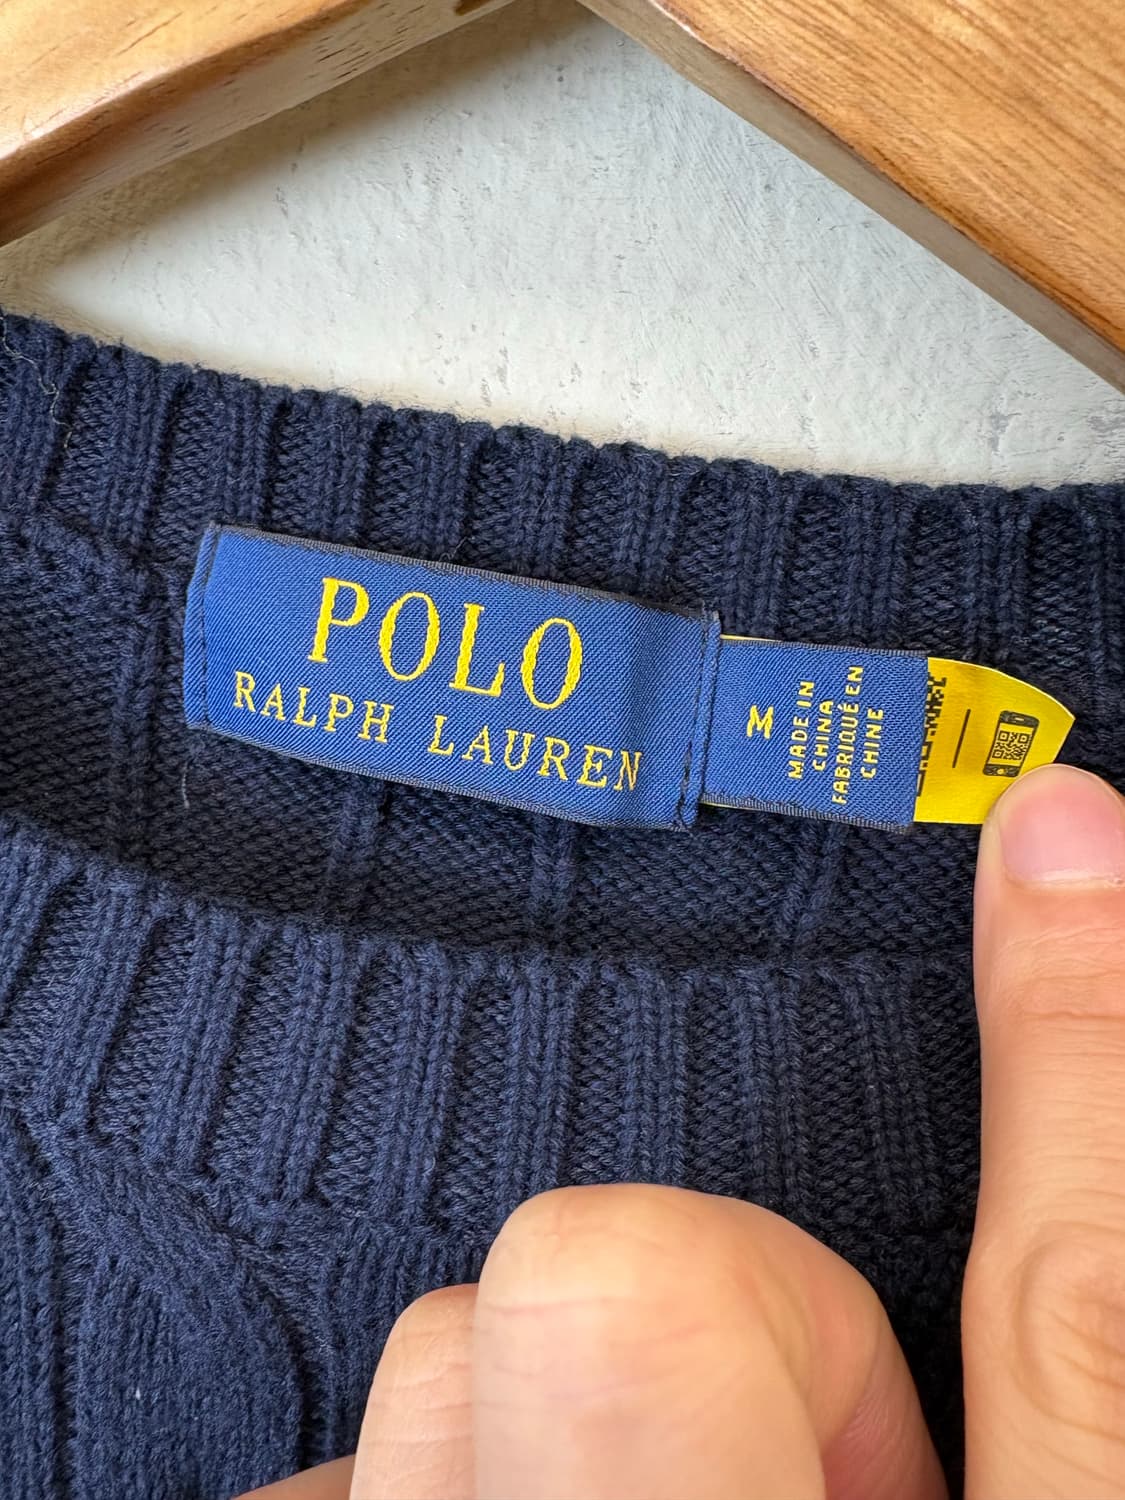 POLO
RALPH LAUREN
M
MADE IN
CHINA
FABRIQUÉ EN
CHINE